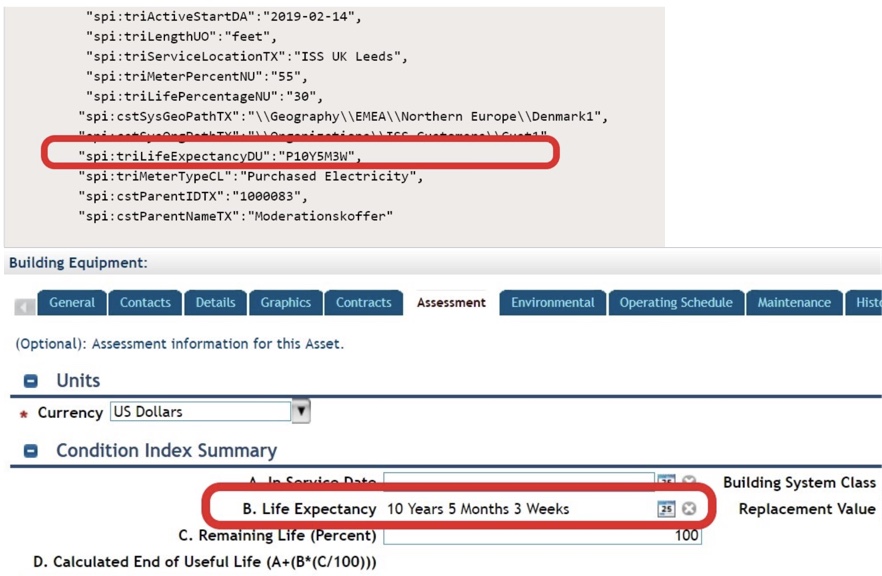 "spi:triActiveStartDA":"2019-02-14",
"spi:triLengthUO":"feet",
"spi:triServiceLocationTX":"ISS UK Leeds",
"spi:triMeterPercentNU":"55",
"spi:triLifePercentageNU":"30",
"spi:cstSysGeoPathTX":"\\Geography\\EMEA\\Northern Europe\\Denmark1",
"spi:cstSysOrgPathTX":"\\Organizations\\ISS Customers\\Cust1"
"spi:triLifeExpectancyDU":"P10Y5M3W",
"spi:triMeterTypeCL":"Purchased Electricity",
"spi:cstParentIDTX":"1000083",
"spi:cstParentNameTX":"Moderationskoffer"
Building Equipment:
General Contacts Details Graphics Contracts Assessment Environmental Operating Schedule Maintenance Histo
(Optional): Assessment information for this Asset.
Units
* Currency US Dollars
Condition Index Summary
A. In Service Date 25 Building System Class
B. Life Expectancy 10 Years 5 Months 3 Weeks 25 Replacement Value
C. Remaining Life (Percent) 100
D. Calculated End of Useful Life (A+(B*(C/100)))